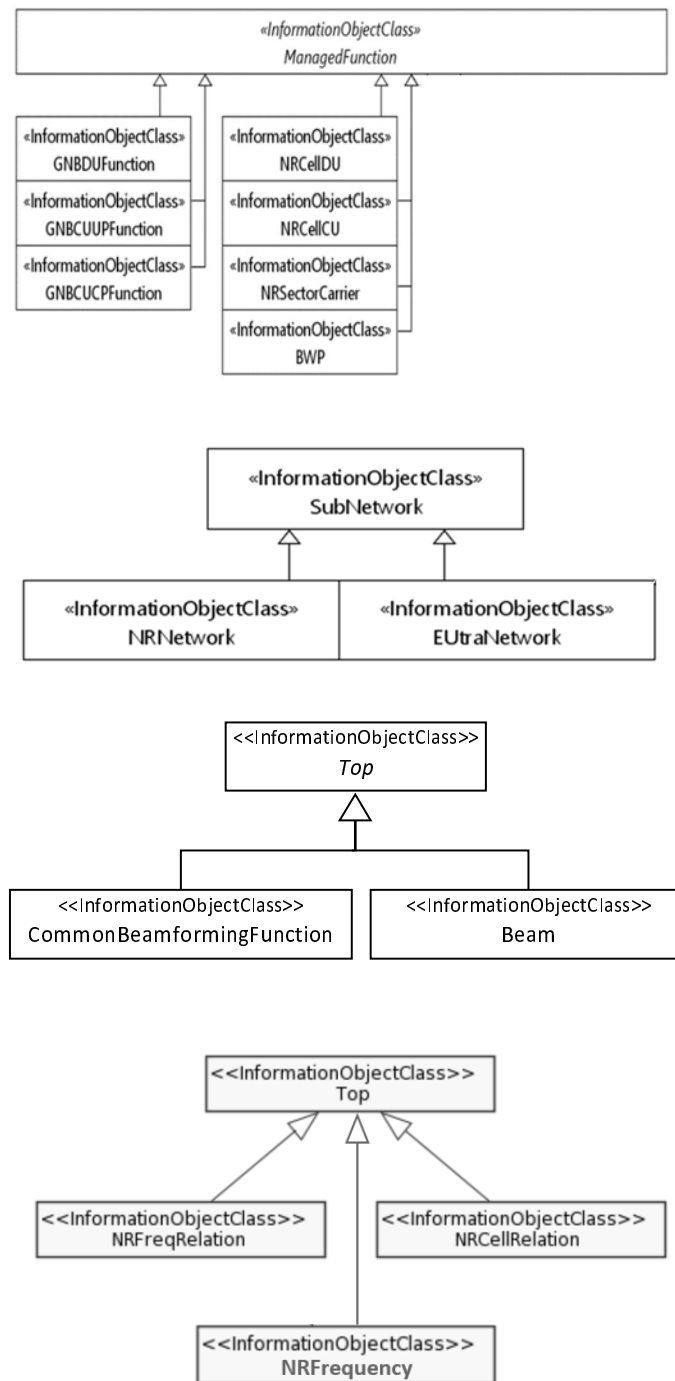 «InformationObjectClass»
ManagedFunction
«InformationObjectClass»
GNBDUFunction
«InformationObjectClass»
GNBCUUPFunction
«InformationObjectClass»
GNBCUCPFunction
«InformationObjectClass»
NRCellDU
«InformationObjectClass»
NRCellCU
«InformationObjectClass»
NRSectorCarrier
«InformationObjectClass»
BWP
«InformationObjectClass»
SubNetwork
«InformationObjectClass»
NRNetwork
«InformationObjectClass»
EUtraNetwork
<<InformationObjectClass>>
Top
<<InformationObjectClass>>
CommonBeamformingFunction
<<InformationObjectClass>>
Beam
<<InformationObjectClass>>
Top
<<InformationObjectClass>>
NRFreqRelation
<<InformationObjectClass>>
NRCellRelation
<<InformationObjectClass>>
NRFrequency